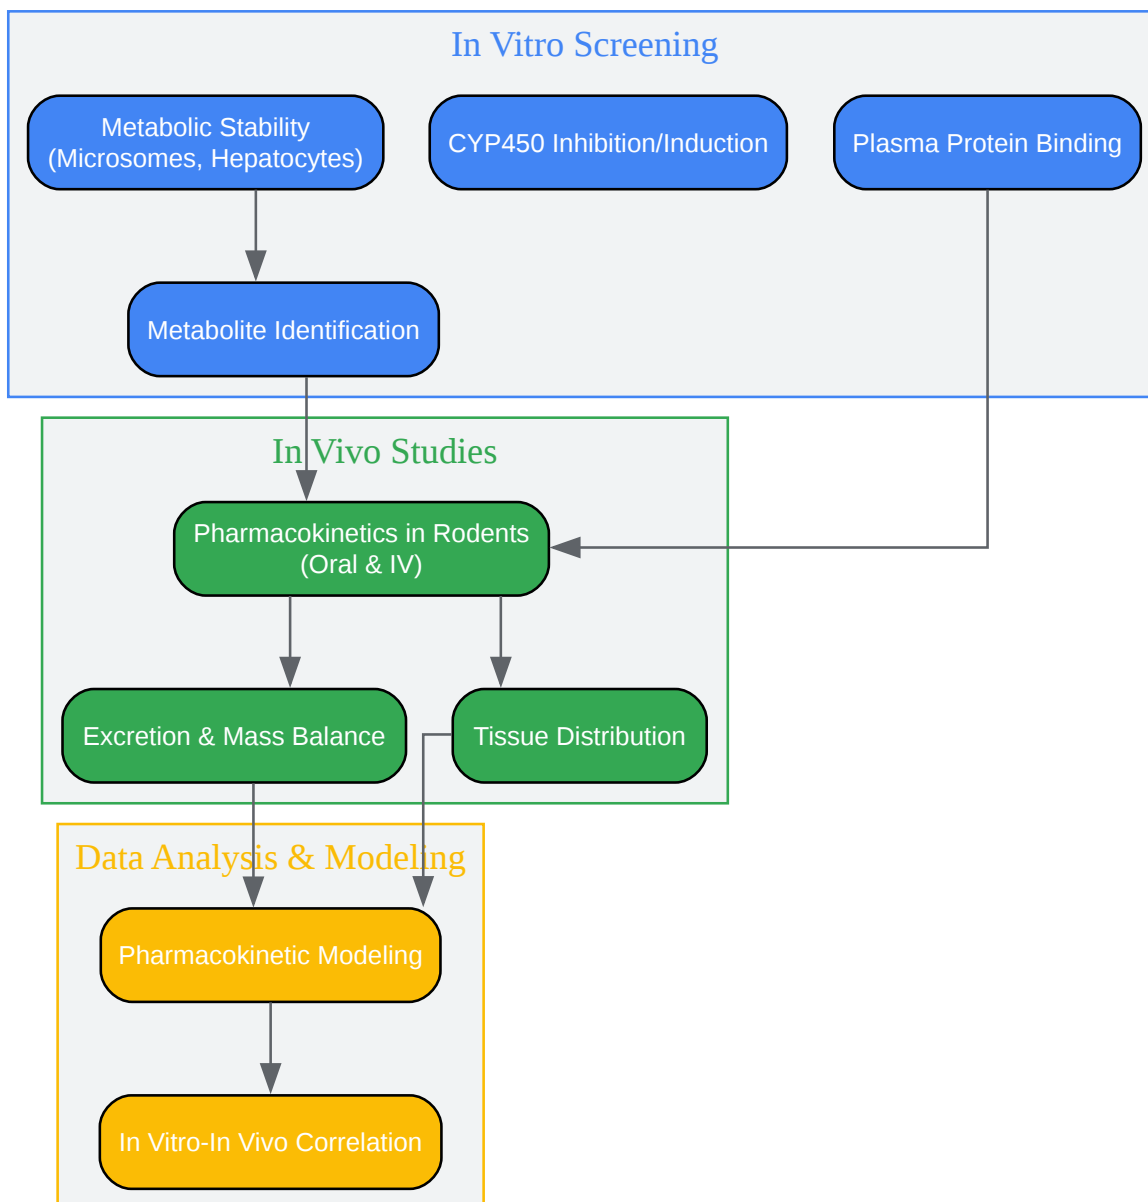 In Vitro Screening
Metabolic Stability
(Microsomes, Hepatocytes)
CYP450 Inhibition/Induction
Plasma Protein Binding
Metabolite Identification
In Vivo Studies
Pharmacokinetics in Rodents
(Oral & IV)
Excretion & Mass Balance
Tissue Distribution
Data Analysis & Modeling
Pharmacokinetic Modeling
In Vitro-In Vivo Correlation